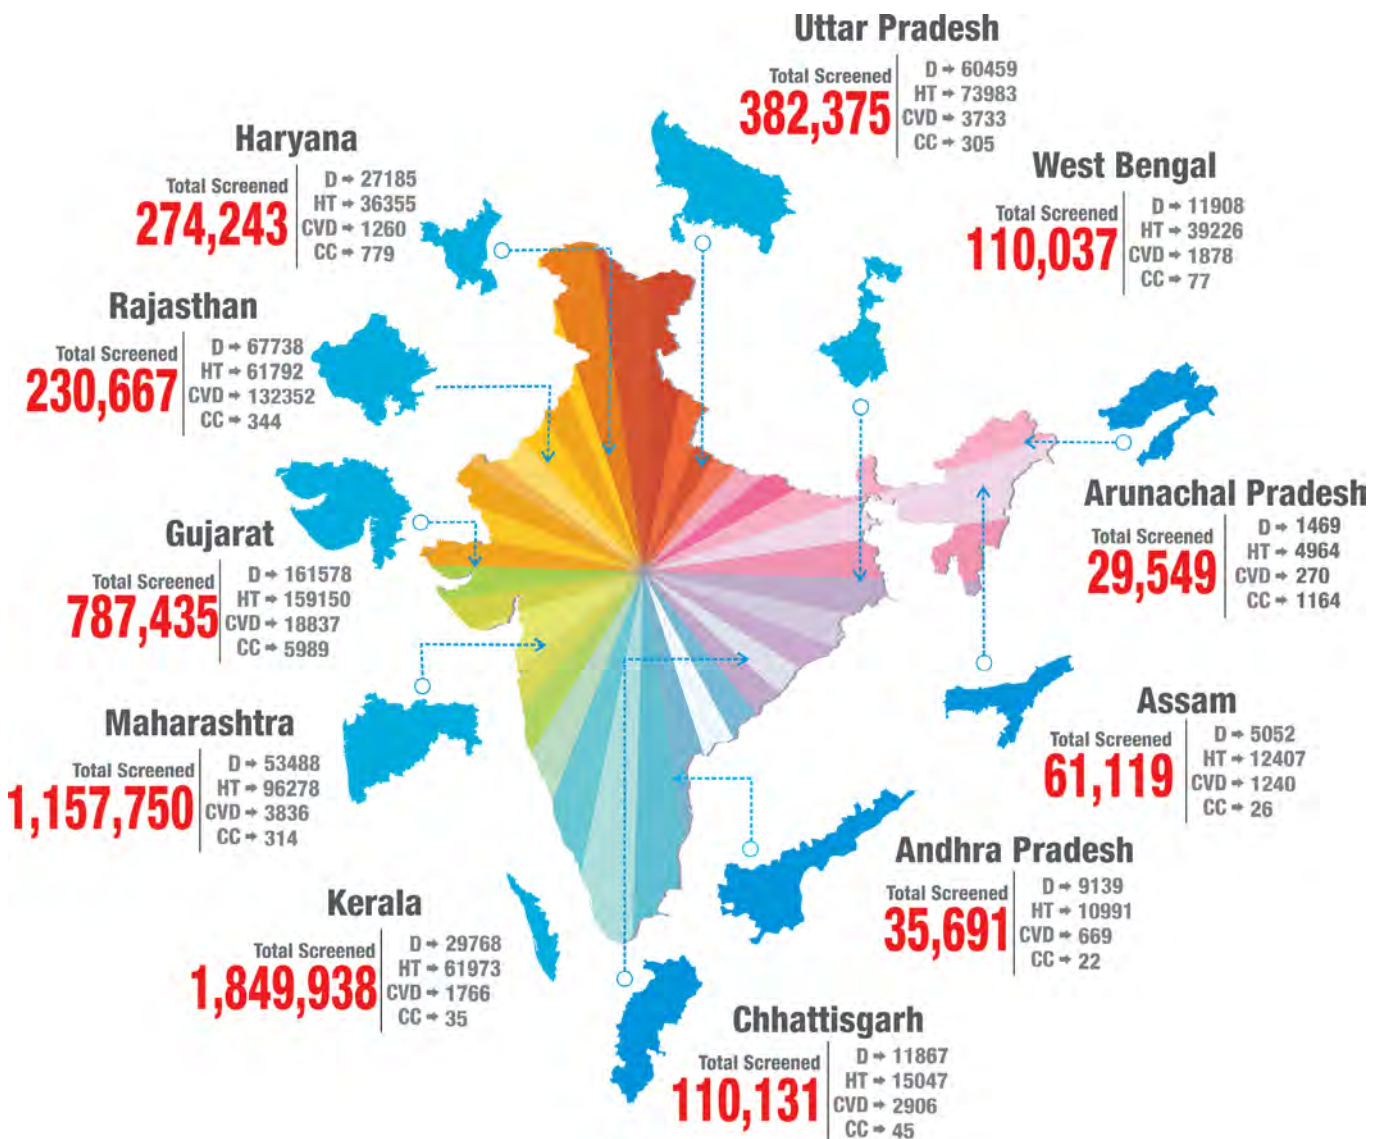 Uttar Pradesh
Total Screened
382,375
D → 60459
HT → 73983
CVD → 3733
CC → 305
Haryana
Total Screened
274,243
D → 27185
HT → 36355
CVD → 1260
CC → 779
West Bengal
Total Screened
110,037
D → 11908
HT → 39226
CVD → 1878
CC → 77
Rajasthan
Total Screened
230,667
D → 67738
HT → 61792
CVD → 132352
CC → 344
Arunachal Pradesh
Total Screened
29,549
D → 1469
HT → 4964
CVD → 270
CC → 1164
Gujarat
Total Screened
787,435
D → 161578
HT → 159150
CVD → 18837
CC → 5989
Assam
Total Screened
61,119
D → 5052
HT → 12407
CVD → 1240
CC → 26
Maharashtra
Total Screened
1,157,750
D → 53488
HT → 96278
CVD → 3836
CC → 314
Andhra Pradesh
Total Screened
35,691
D → 9139
HT → 10991
CVD → 669
CC → 22
Kerala
Total Screened
1,849,938
D → 29768
HT → 61973
CVD → 1766
CC → 35
Chhattisgarh
Total Screened
110,131
D → 11867
HT → 15047
CVD → 2906
CC → 45